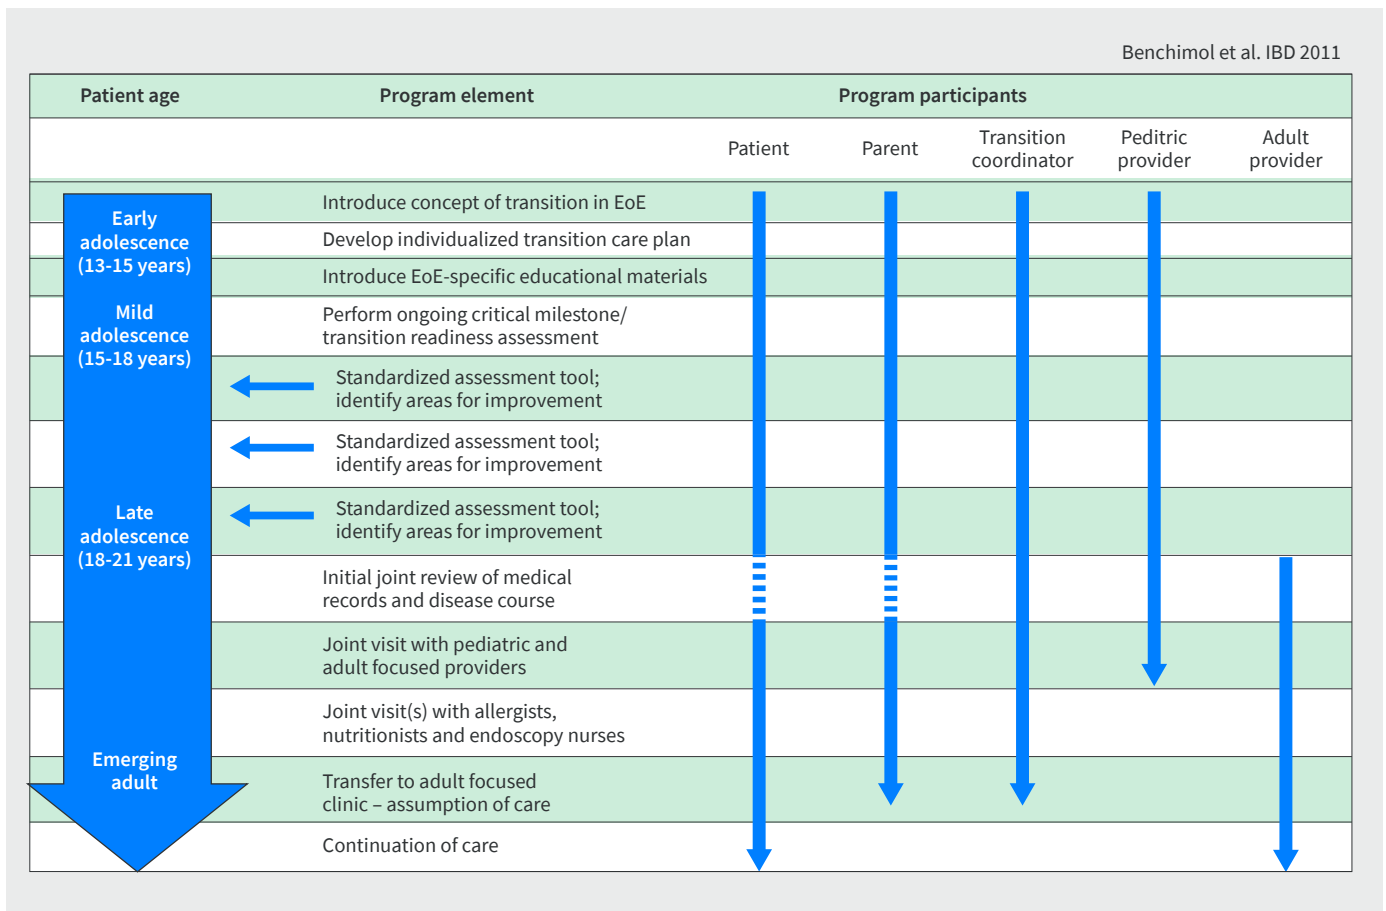 Benchimol et al. IBD 2011
Patient age
Program element
Program participants
Patient
Parent
Transition
coordinator
Peditric
provider
Adult
provider
Early
adolescence
(13-15 years)
Mild
adolescence
(15-18 years)
Late
adolescence
(18-21 years)
Emerging
adult
Introduce concept of transition in EoE
Develop individualized transition care plan
Introduce EoE-specific educational materials
Perform ongoing critical milestone/
transition readiness assessment
Standardized assessment tool;
identify areas for improvement
Standardized assessment tool;
identify areas for improvement
Standardized assessment tool;
identify areas for improvement
Initial joint review of medical
records and disease course
Joint visit with pediatric and
adult focused providers
Joint visit(s) with allergists,
nutritionists and endoscopy nurses
Transfer to adult focused
clinic – assumption of care
Continuation of care